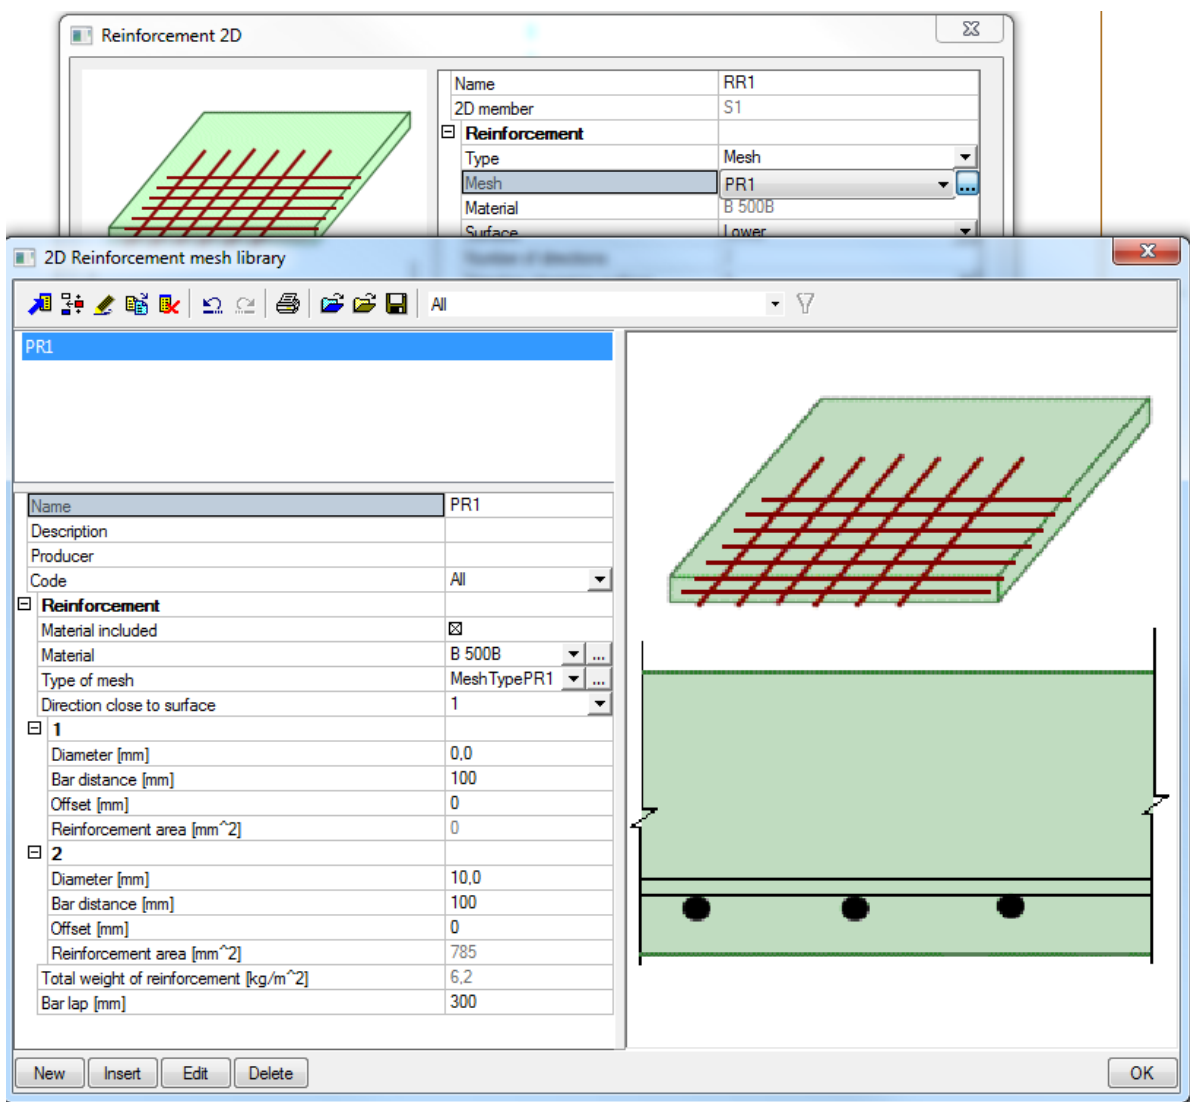 Reinforcement 2D
Name RR1
2D member S1
Reinforcement
Type Mesh
Mesh PR1 ...
Material B 500B
Surface Lower
2D Reinforcement mesh library
All
PR1
Name PR1
Description
Producer
Code All
Reinforcement
Material included
Material B 500B ...
Type of mesh MeshTypePR1 ...
Direction close to surface 1
1
Diameter [mm] 0,0
Bar distance [mm] 100
Offset [mm] 0
Reinforcement area [mm^2] 0
2
Diameter [mm] 10,0
Bar distance [mm] 100
Offset [mm] 0
Reinforcement area [mm^2] 785
Total weight of reinforcement [kg/m^2] 6,2
Bar lap [mm] 300
New Insert Edit Delete OK